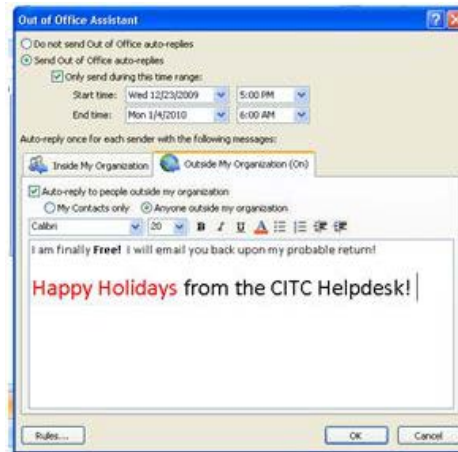 Out of Office Assistant
Do not send Out of Office auto-replies
Send Out of Office auto-replies
Only send during this time range:
Start time: Wed 12/23/2009 5:00 PM
End time: Mon 1/4/2010 6:00 AM
Auto-reply once for each sender with the following messages:
Inside My Organization Outside My Organization (On)
Auto-reply to people outside my organization
My Contacts only Anyone outside my organization
Calibri 20 B I U A
I am finally Free! I will email you back upon my probable return!
Happy Holidays from the CITC Helpdesk!
Rules... OK Cancel